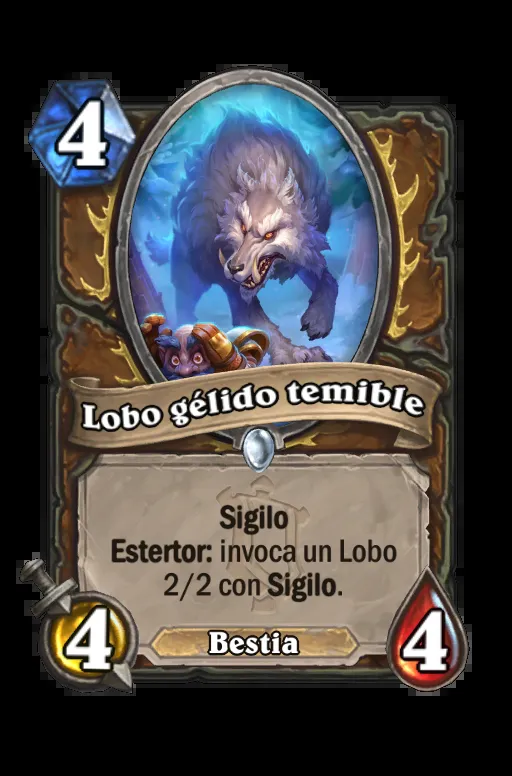 4
Lobo gélido temible
Sigilo
Estertor: invoca un Lobo
2/2 con Sigilo.
4
Bestia
4